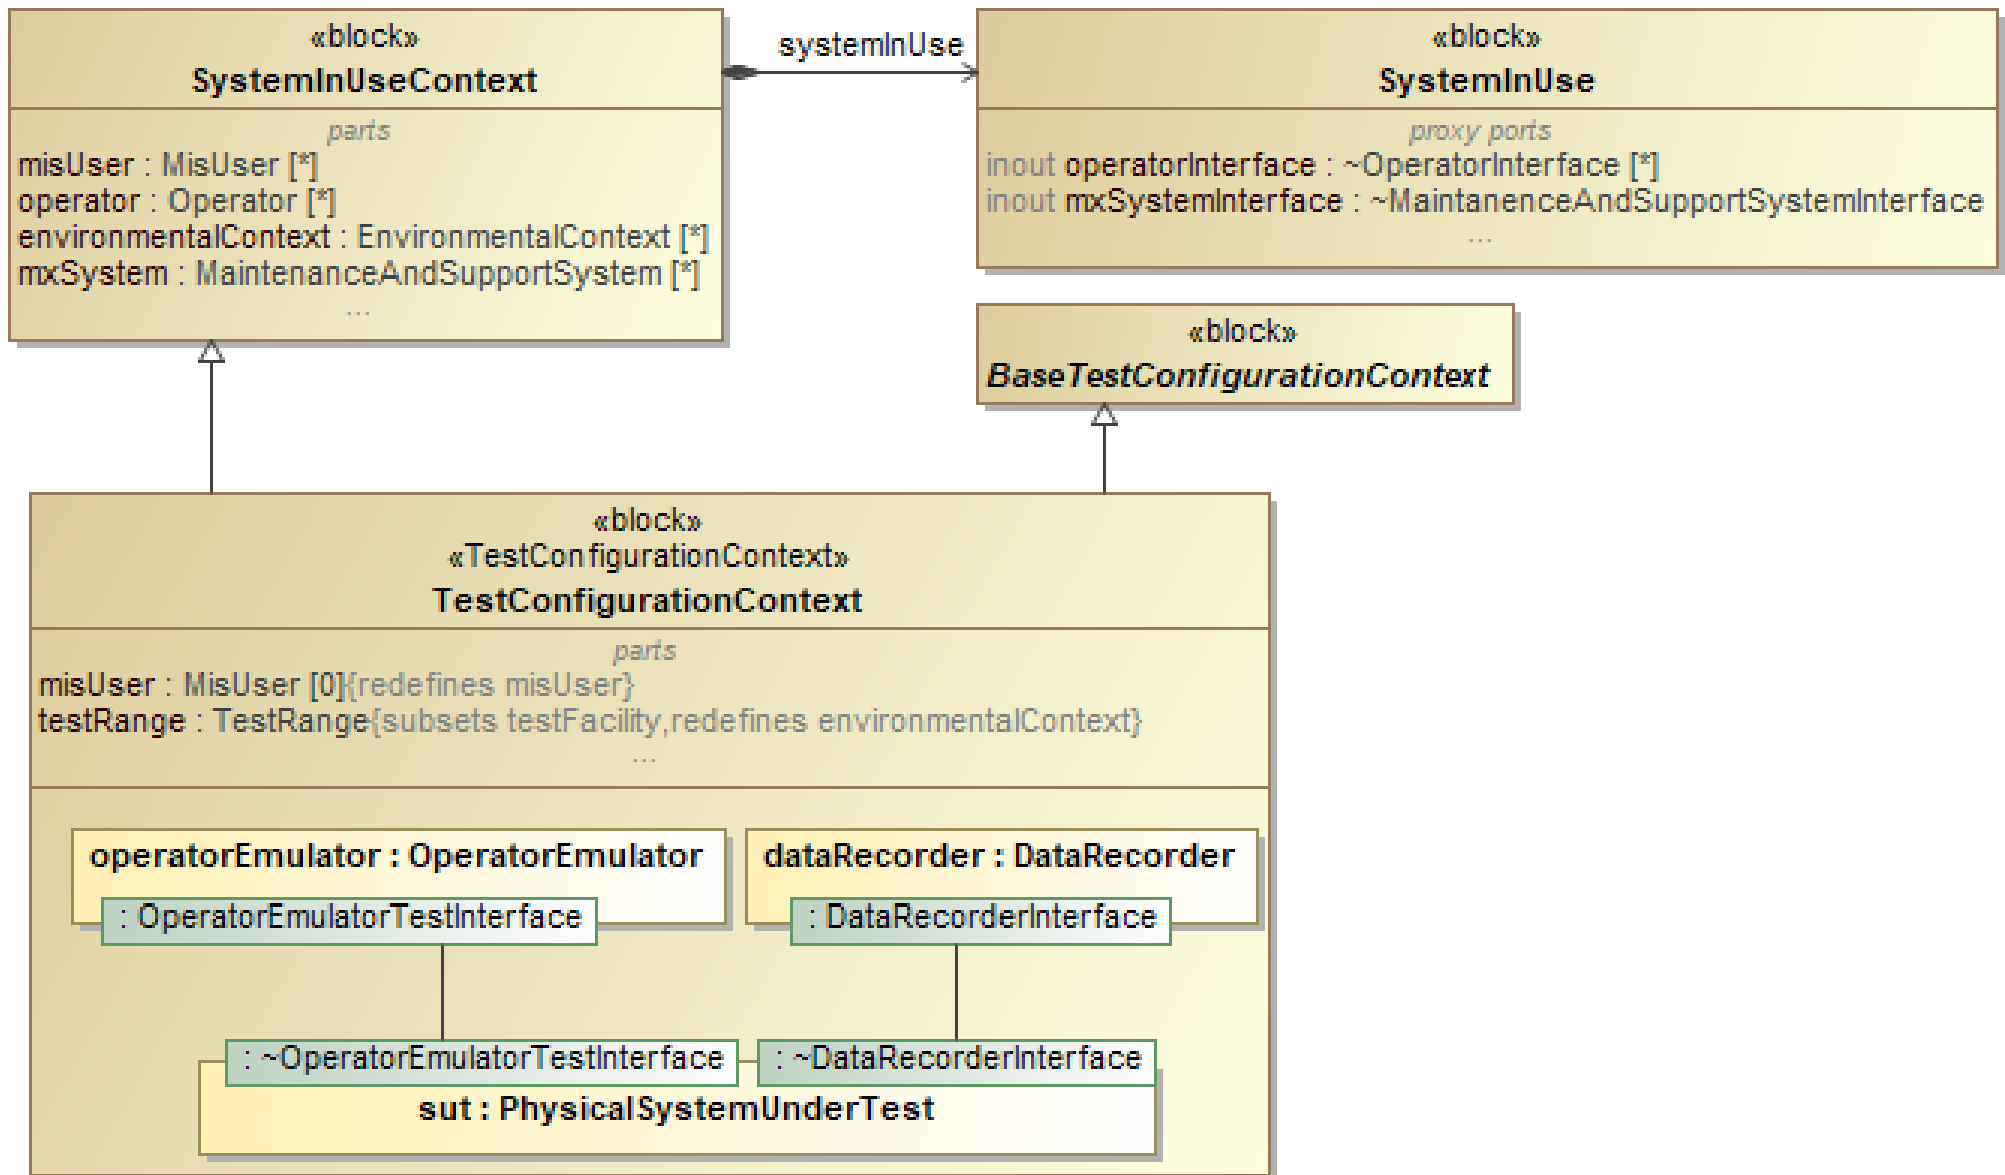 «block»
SystemInUseContext
parts
misUser : MisUser [*]
operator : Operator [*]
environmentalContext : EnvironmentalContext [*]
mxSystem : MaintenanceAndSupportSystem [*]
...
systemInUse
«block»
SystemInUse
proxy ports
inout operatorInterface : ~OperatorInterface [*]
inout mxSystemInterface : ~MaintanenceAndSupportSystemInterface
...
«block»
BaseTestConfigurationContext
«block»
«TestConfigurationContext»
TestConfigurationContext
parts
misUser : MisUser [0]{redefines misUser}
testRange : TestRange{subsets testFacility,redefines environmentalContext}
...
operatorEmulator : OperatorEmulator
: OperatorEmulatorTestInterface
dataRecorder : DataRecorder
: DataRecorderInterface
: ~OperatorEmulatorTestInterface
: ~DataRecorderInterface
sut : PhysicalSystemUnderTest